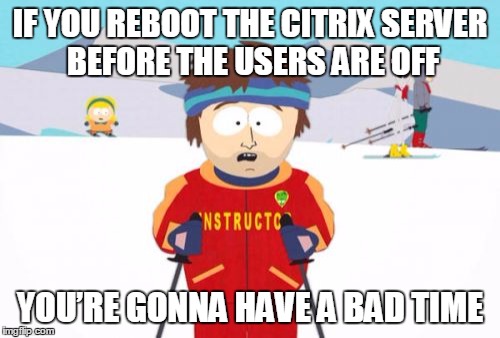 IF YOU REBOOT THE CITRIX SERVER
BEFORE THE USERS ARE OFF
NSTRUCTO
YOU'RE GONNA HAVE A BAD TIME
imgflip.com